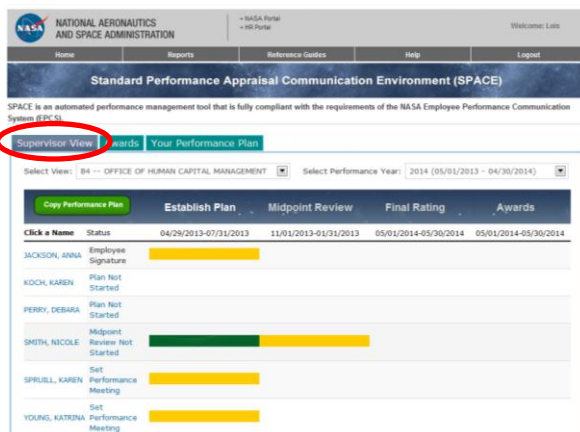 NASA
NATIONAL AERONAUTICS
AND SPACE ADMINISTRATION
» NASA Portal
» HR Portal
Welcome: Lois
Home Reports Reference Guides Help Logout
Standard Performance Appraisal Communication Environment (SPACE)
SPACE is an automated performance management tool that is fully compliant with the requirements of the NASA Employee Performance Communication
System (EPCS).
Supervisor View Awards Your Performance Plan
Select View: B4 -- OFFICE OF HUMAN CAPITAL MANAGEMENT Select Performance Year: 2014 (05/01/2013 - 04/30/2014)
Copy Performance Plan Establish Plan Midpoint Review Final Rating Awards
Click a Name Status 04/29/2013-07/31/2013 11/01/2013-01/31/2013 05/01/2014-05/30/2014 05/01/2014-05/30/2014
JACKSON, ANNA Employee
Signature
KOCH, KAREN Plan Not
Started
PERRY, DEBARA Plan Not
Started
SMITH, NICOLE Midpoint
Review Not
Started
SPRUILL, KAREN Set
Performance
Meeting
YOUNG, KATRINA Set
Performance
Meeting